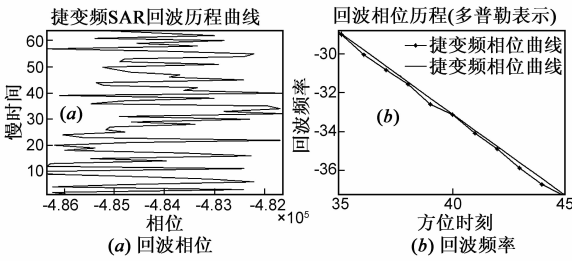 捷变频SAR回波历程曲线
60
50
40
30
20
10
慢时间
(a)
-4.86 -4.85 -4.84 -4.83 -4.82
×10⁵
相位
(a) 回波相位
回波相位历程(多普勒表示)
捷变频相位曲线
捷变频相位曲线
-28
-32
-34
-36
回波频率
(b)
35 40 45
方位时刻
(b) 回波频率